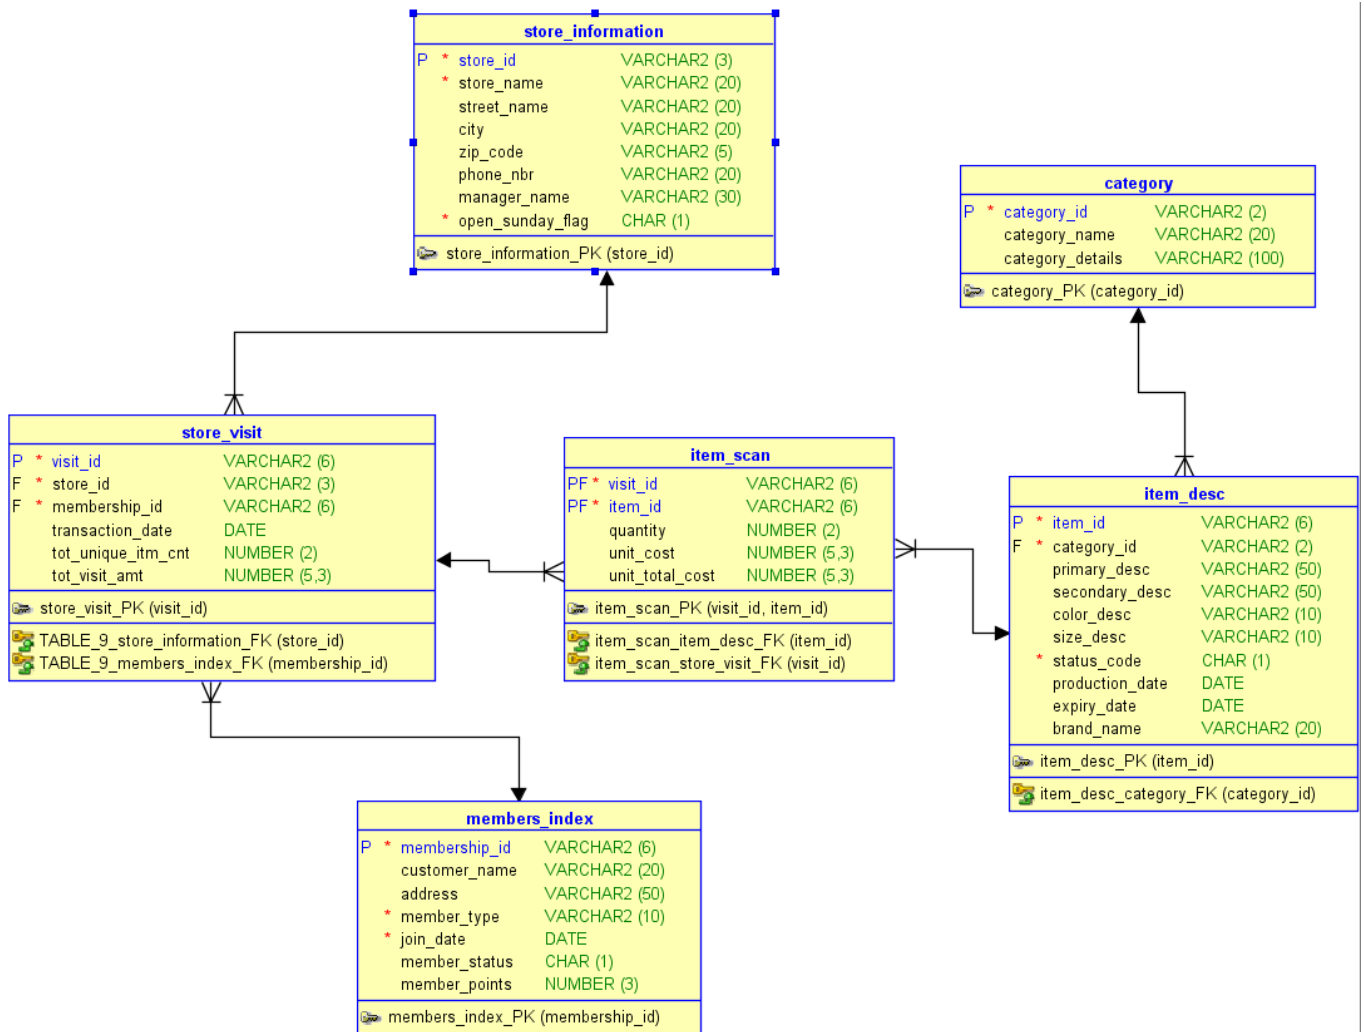 store_information
P * store_id VARCHAR2 (3)
* store_name VARCHAR2 (20)
street_name VARCHAR2 (20)
city VARCHAR2 (20)
zip_code VARCHAR2 (5)
phone_nbr VARCHAR2 (20)
manager_name VARCHAR2 (30)
* open_sunday_flag CHAR (1)
store_information_PK (store_id)
category
P * category_id VARCHAR2 (2)
category_name VARCHAR2 (20)
category_details VARCHAR2 (100)
category_PK (category_id)
store_visit
P * visit_id VARCHAR2 (6)
F * store_id VARCHAR2 (3)
F * membership_id VARCHAR2 (6)
transaction_date DATE
tot_unique_itm_cnt NUMBER (2)
tot_visit_amt NUMBER (5,3)
store_visit_PK (visit_id)
TABLE_9_store_information_FK (store_id)
TABLE_9_members_index_FK (membership_id)
item_scan
PF * visit_id VARCHAR2 (6)
PF * item_id VARCHAR2 (6)
quantity NUMBER (2)
unit_cost NUMBER (5,3)
unit_total_cost NUMBER (5,3)
item_scan_PK (visit_id, item_id)
item_scan_item_desc_FK (item_id)
item_scan_store_visit_FK (visit_id)
item_desc
P * item_id VARCHAR2 (6)
F * category_id VARCHAR2 (2)
primary_desc VARCHAR2 (50)
secondary_desc VARCHAR2 (50)
color_desc VARCHAR2 (10)
size_desc VARCHAR2 (10)
* status_code CHAR (1)
production_date DATE
expiry_date DATE
brand_name VARCHAR2 (20)
item_desc_PK (item_id)
item_desc_category_FK (category_id)
members_index
P * membership_id VARCHAR2 (6)
customer_name VARCHAR2 (20)
address VARCHAR2 (50)
* member_type VARCHAR2 (10)
* join_date DATE
member_status CHAR (1)
member_points NUMBER (3)
members_index_PK (membership_id)